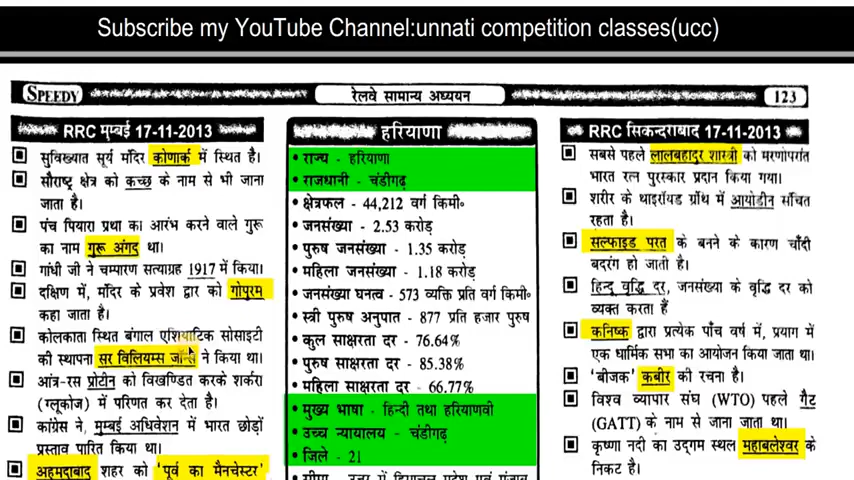 Subscribe my YouTube Channel:unnati competition classes(ucc)
SPEEDY
रेलवे सामान्य अध्ययन
123
RRC मुम्बई 17-11-2013
सुविख्यात सूर्य मंदिर कोणार्क में स्थित है।
सौराष्ट्र क्षेत्र को कच्छ के नाम से भी जाना
जाता है।
पंच पियारा प्रथा का आरंभ करने वाले गुरू
का नाम गुरू अंगद था।
गांधी जी ने चम्पारण सत्याग्रह 1917 में किया।
दक्षिण में, मंदिर के प्रवेश द्वार को गोपुरम
कहा जाता है।
कोलकाता स्थित बंगाल एशियाटिक सोसाइटी
की स्थापना सर विलियम्स जोन्स ने किया था।
आंत्र-रस प्रोटीन को विखण्डित करके शर्करा
(ग्लूकोज) में परिणत कर देता है।
कांग्रेस ने, मुम्बई अधिवेशन में भारत छोड़ों
प्रस्ताव पारित किया था।
अहमदाबाद शहर को 'पूर्व का मैनचेस्टर'
हरियाणा
• राज्य - हरियाणा
• राजधानी - चंडीगढ़
• क्षेत्रफल - 44,212 वर्ग किमी॰
• जनसंख्या - 2.53 करोड़
• पुरुष जनसंख्या - 1.35 करोड़
• महिला जनसंख्या - 1.18 करोड़
• जनसंख्या घनत्व - 573 व्यक्ति प्रति वर्ग किमी॰
• स्त्री पुरुष अनुपात - 877 प्रति हजार पुरुष
• कुल साक्षरता दर - 76.64%
• पुरुष साक्षरता दर - 85.38%
• महिला साक्षरता दर - 66.77%
• मुख्य भाषा - हिन्दी तथा हरियाणवी
• उच्च न्यायालय - चंडीगढ़
• जिले - 21
RRC सिकन्दराबाद 17-11-2013
सबसे पहले लालबहादुर शास्त्री को मरणोपरांत
भारत रत्न पुरस्कार प्रदान किया गया।
शरीर के थाइरॉयड ग्रंथि में आयोडीन संचित
रहता है।
सल्फाइड परत के बनने के कारण चाँदी
बदरंग हो जाती है।
हिन्दू वृद्धि दर, जनसंख्या के वृद्धि दर को
व्यक्त करता हैं
कनिष्क द्वारा प्रत्येक पाँच वर्ष में, प्रयाग में
एक धार्मिक सभा का आयोजन किया जाता था।
'बीजक' कबीर की रचना है।
विश्व व्यापार संघ (WTO) पहले गैट
(GATT) के नाम से जाना जाता था।
कृष्णा नदी का उद्गम स्थल महाबलेश्वर के
निकट है।